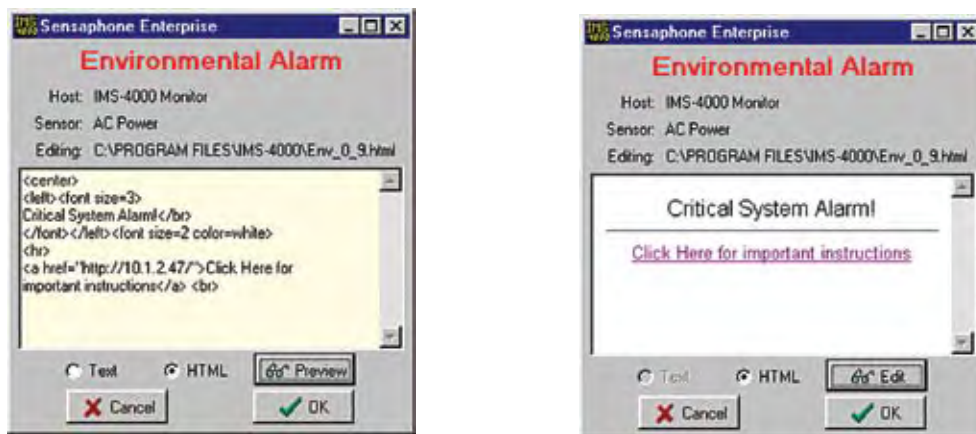 Sensaphone Enterprise
Environmental Alarm
Host: IMS-4000 Monitor
Sensor: AC Power
Editing: C:\PROGRAM FILES\IMS-4000\Env_0_9.html
<center>
<left><font size=3>
Critical System Alarm!</br>
</font></left><font size=2 color=white>
<hr>
<a href="http://10.1.2.47/">Click Here for
important instructions</a> <br>
Text HTML Preview
Cancel OK
Sensaphone Enterprise
Environmental Alarm
Host: IMS-4000 Monitor
Sensor: AC Power
Editing: C:\PROGRAM FILES\IMS-4000\Env_0_9.html
Critical System Alarm!
Click Here for important instructions
Text HTML Edit
Cancel OK